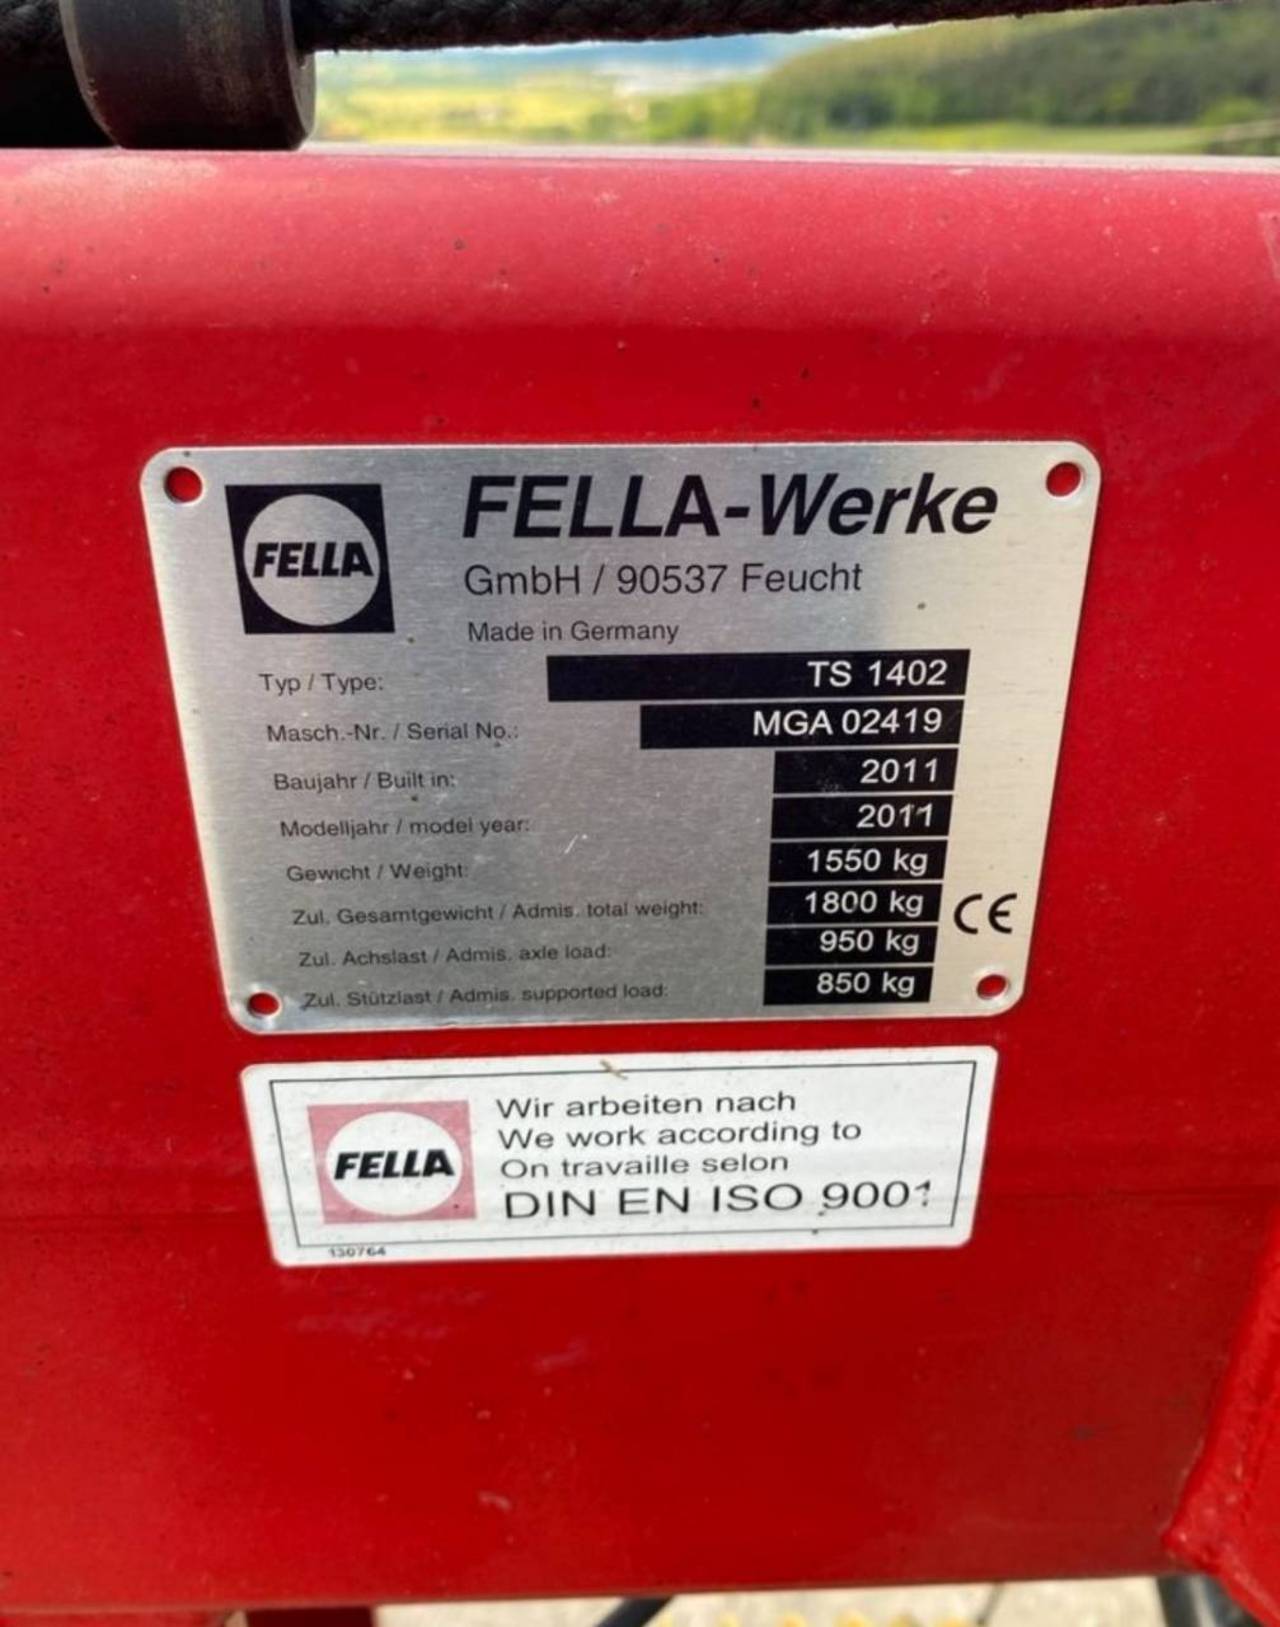 FELLA
FELLA-Werke
GmbH / 90537 Feucht
Made in Germany
Typ / Type: TS 1402
Masch.-Nr. / Serial No.: MGA 02419
Baujahr / Built in: 2011
Modelljahr / model year: 2011
Gewicht / Weight: 1550 kg
Zul. Gesamtgewicht / Admis. total weight: 1800 kg
CE
Zul. Achslast / Admis. axle load: 950 kg
Zul. Stützlast / Admis. supported load: 850 kg
FELLA
Wir arbeiten nach
We work according to
On travaille selon
DIN EN ISO 9001
130764